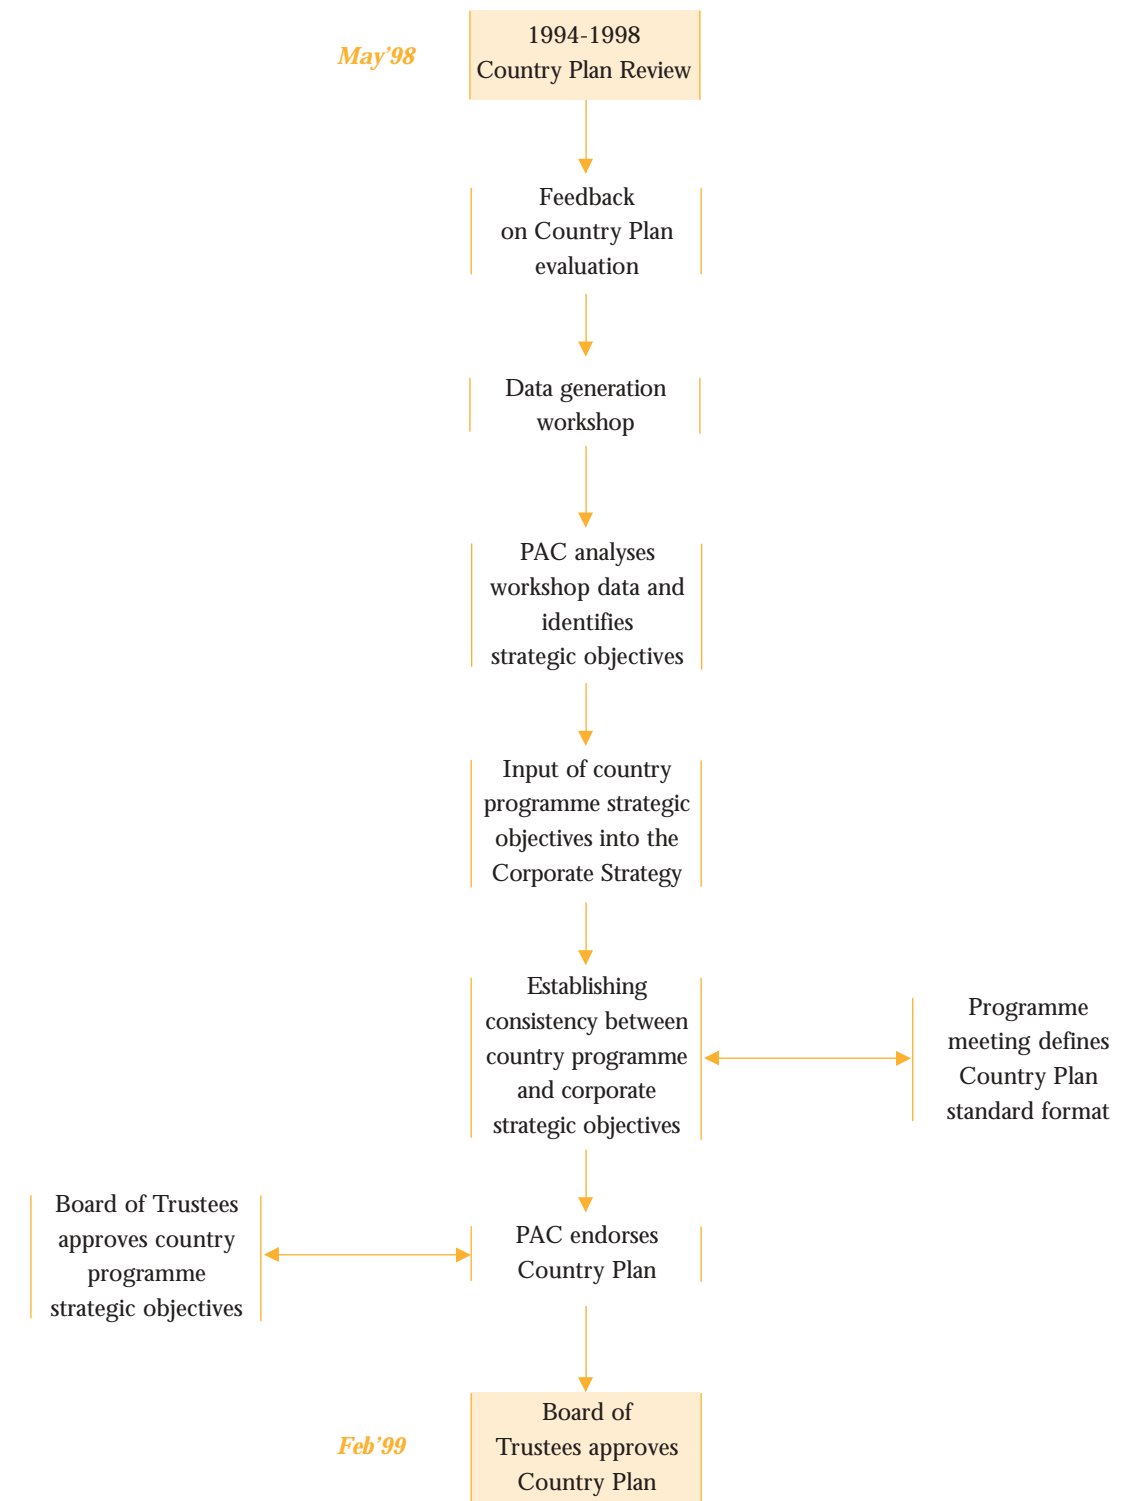 May'98
1994-1998
Country Plan Review
Feedback
on Country Plan
evaluation
Data generation
workshop
PAC analyses
workshop data and
identifies
strategic objectives
Input of country
programme strategic
objectives into the
Corporate Strategy
Establishing
consistency between
country programme
and corporate
strategic objectives
Programme
meeting defines
Country Plan
standard format
Board of Trustees
approves country
programme
strategic objectives
PAC endorses
Country Plan
Feb'99
Board of
Trustees approves
Country Plan